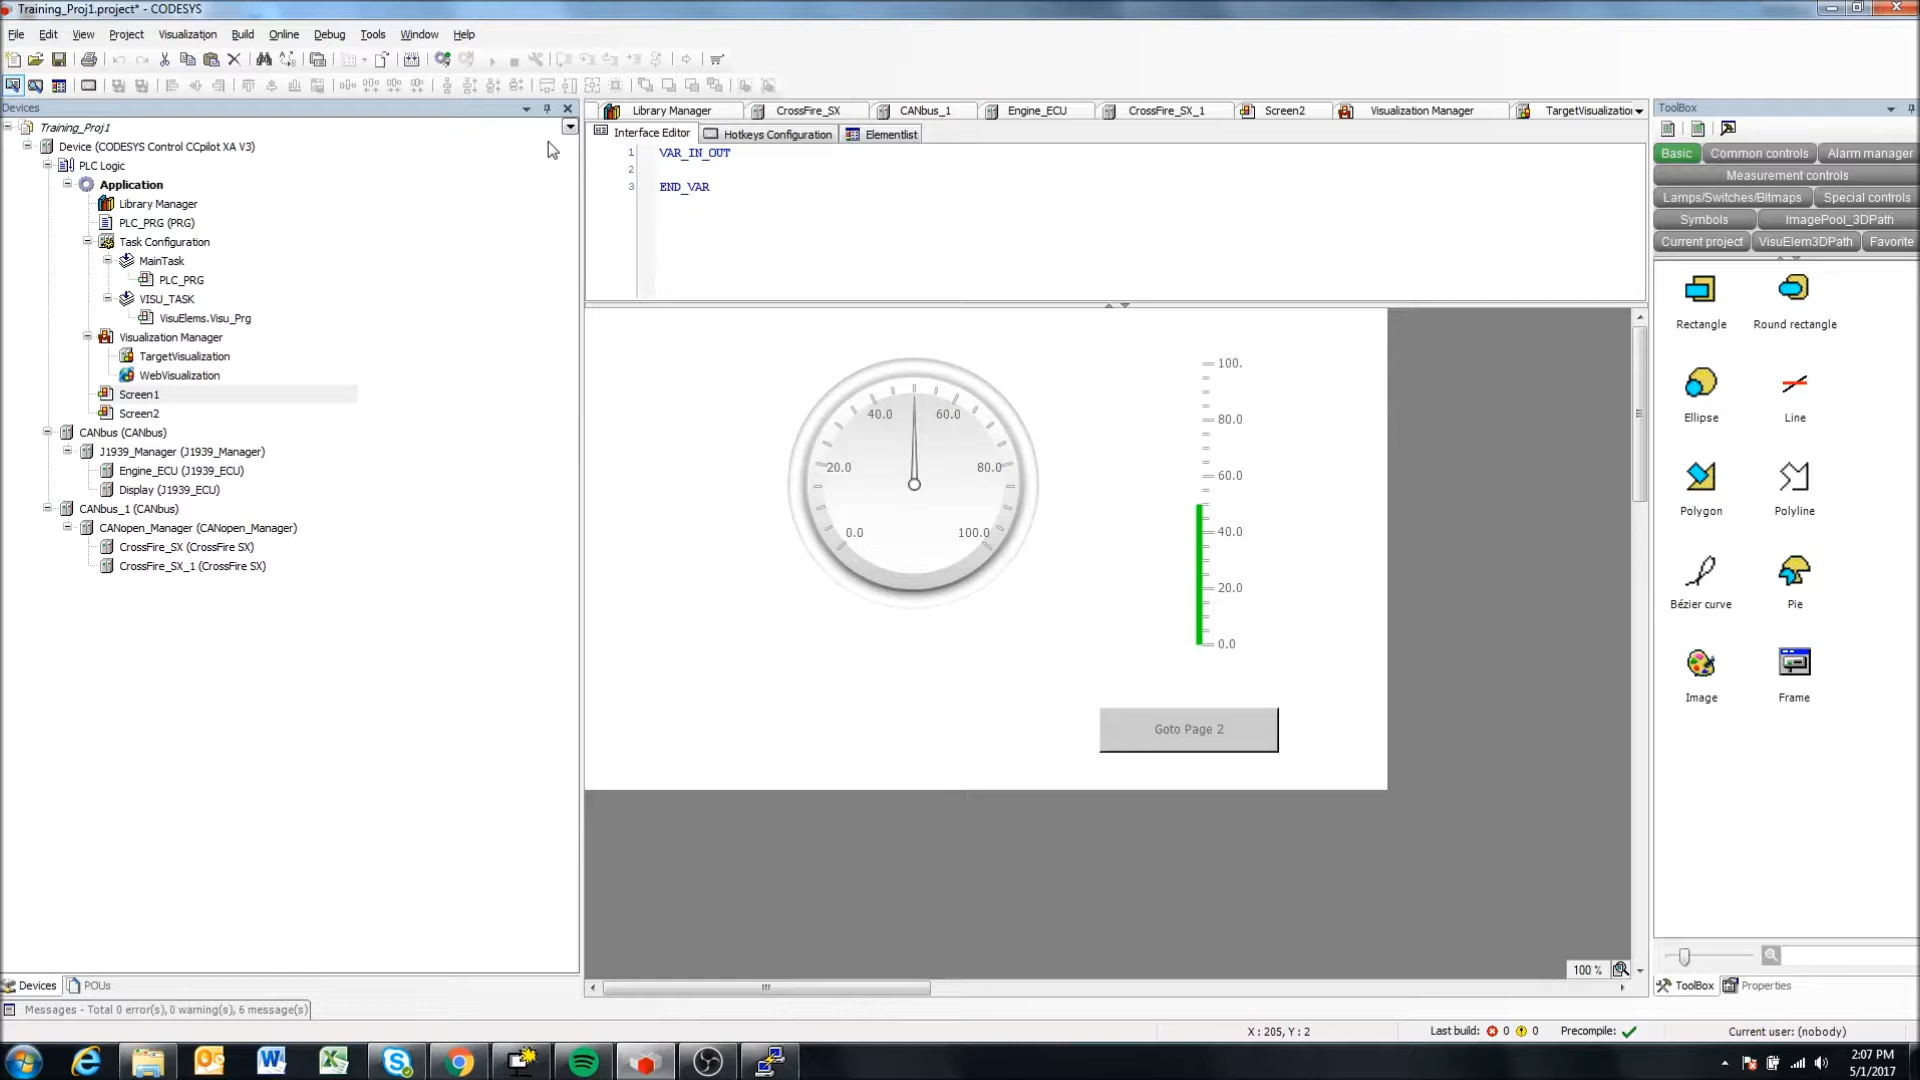 Training_Proj1.project* - CODESYS
File Edit View Project Visualization Build Online Debug Tools Window Help
Devices
Training_Proj1
Device (CODESYS Control CCpilot XA V3)
PLC Logic
Application
Library Manager
PLC_PRG (PRG)
Task Configuration
MainTask
PLC_PRG
VISU_TASK
VisuElems.Visu_Prg
Visualization Manager
TargetVisualization
WebVisualization
Screen1
Screen2
CANbus (CANbus)
J1939_Manager (J1939_Manager)
Engine_ECU (J1939_ECU)
Display (J1939_ECU)
CANbus_1 (CANbus)
CANopen_Manager (CANopen_Manager)
CrossFire_SX (CrossFire SX)
CrossFire_SX_1 (CrossFire SX)
Devices POUs
Messages - Total 0 error(s), 0 warning(s), 6 message(s)
Library Manager CrossFire_SX CANbus_1 Engine_ECU CrossFire_SX_1 Screen2 Visualization Manager TargetVisualizatio
Interface Editor Hotkeys Configuration Elementlist
1 VAR_IN_OUT
2
3 END_VAR
40.0 60.0
20.0 80.0
0.0 100.0
100.
80.0
60.0
40.0
20.0
0.0
Goto Page 2
100 %
ToolBox
Basic Common controls Alarm manager
Measurement controls
Lamps/Switches/Bitmaps Special controls
Symbols ImagePool_3DPath
Current project VisuElem3DPath Favorite
Rectangle Round rectangle
Ellipse Line
Polygon Polyline
Bézier curve Pie
Image Frame
ToolBox Properties
X : 205, Y : 2 Last build: 0 0 Precompile: Current user: (nobody)
2:07 PM
5/1/2017